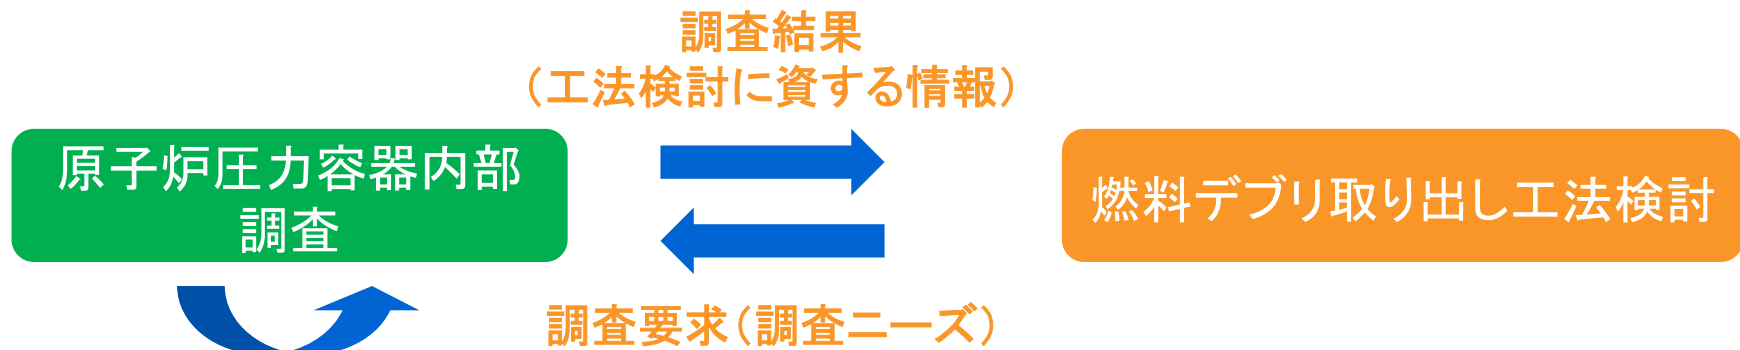 調査結果
（工法検討に資する情報）
原子炉圧力容器内部
調査
燃料デブリ取り出し工法検討
調査要求（調査ニーズ）